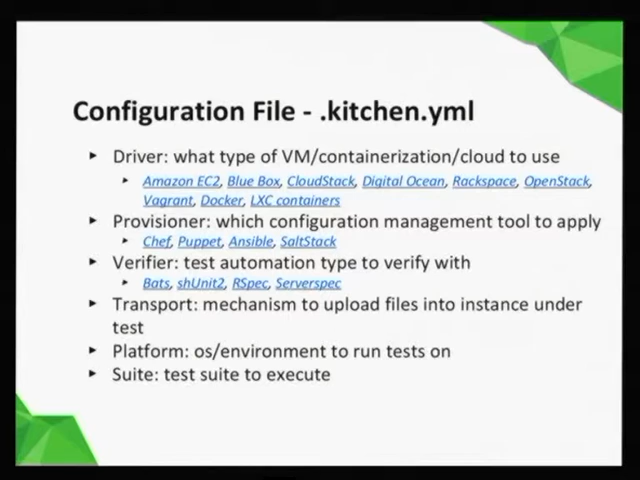 Configuration File - .kitchen.yml
▸ Driver: what type of VM/containerization/cloud to use
▸ Amazon EC2, Blue Box, CloudStack, Digital Ocean, Rackspace, OpenStack,
Vagrant, Docker, LXC containers
▸ Provisioner: which configuration management tool to apply
▸ Chef, Puppet, Ansible, SaltStack
▸ Verifier: test automation type to verify with
▸ Bats, shUnit2, RSpec, Serverspec
▸ Transport: mechanism to upload files into instance under
test
▸ Platform: os/environment to run tests on
▸ Suite: test suite to execute